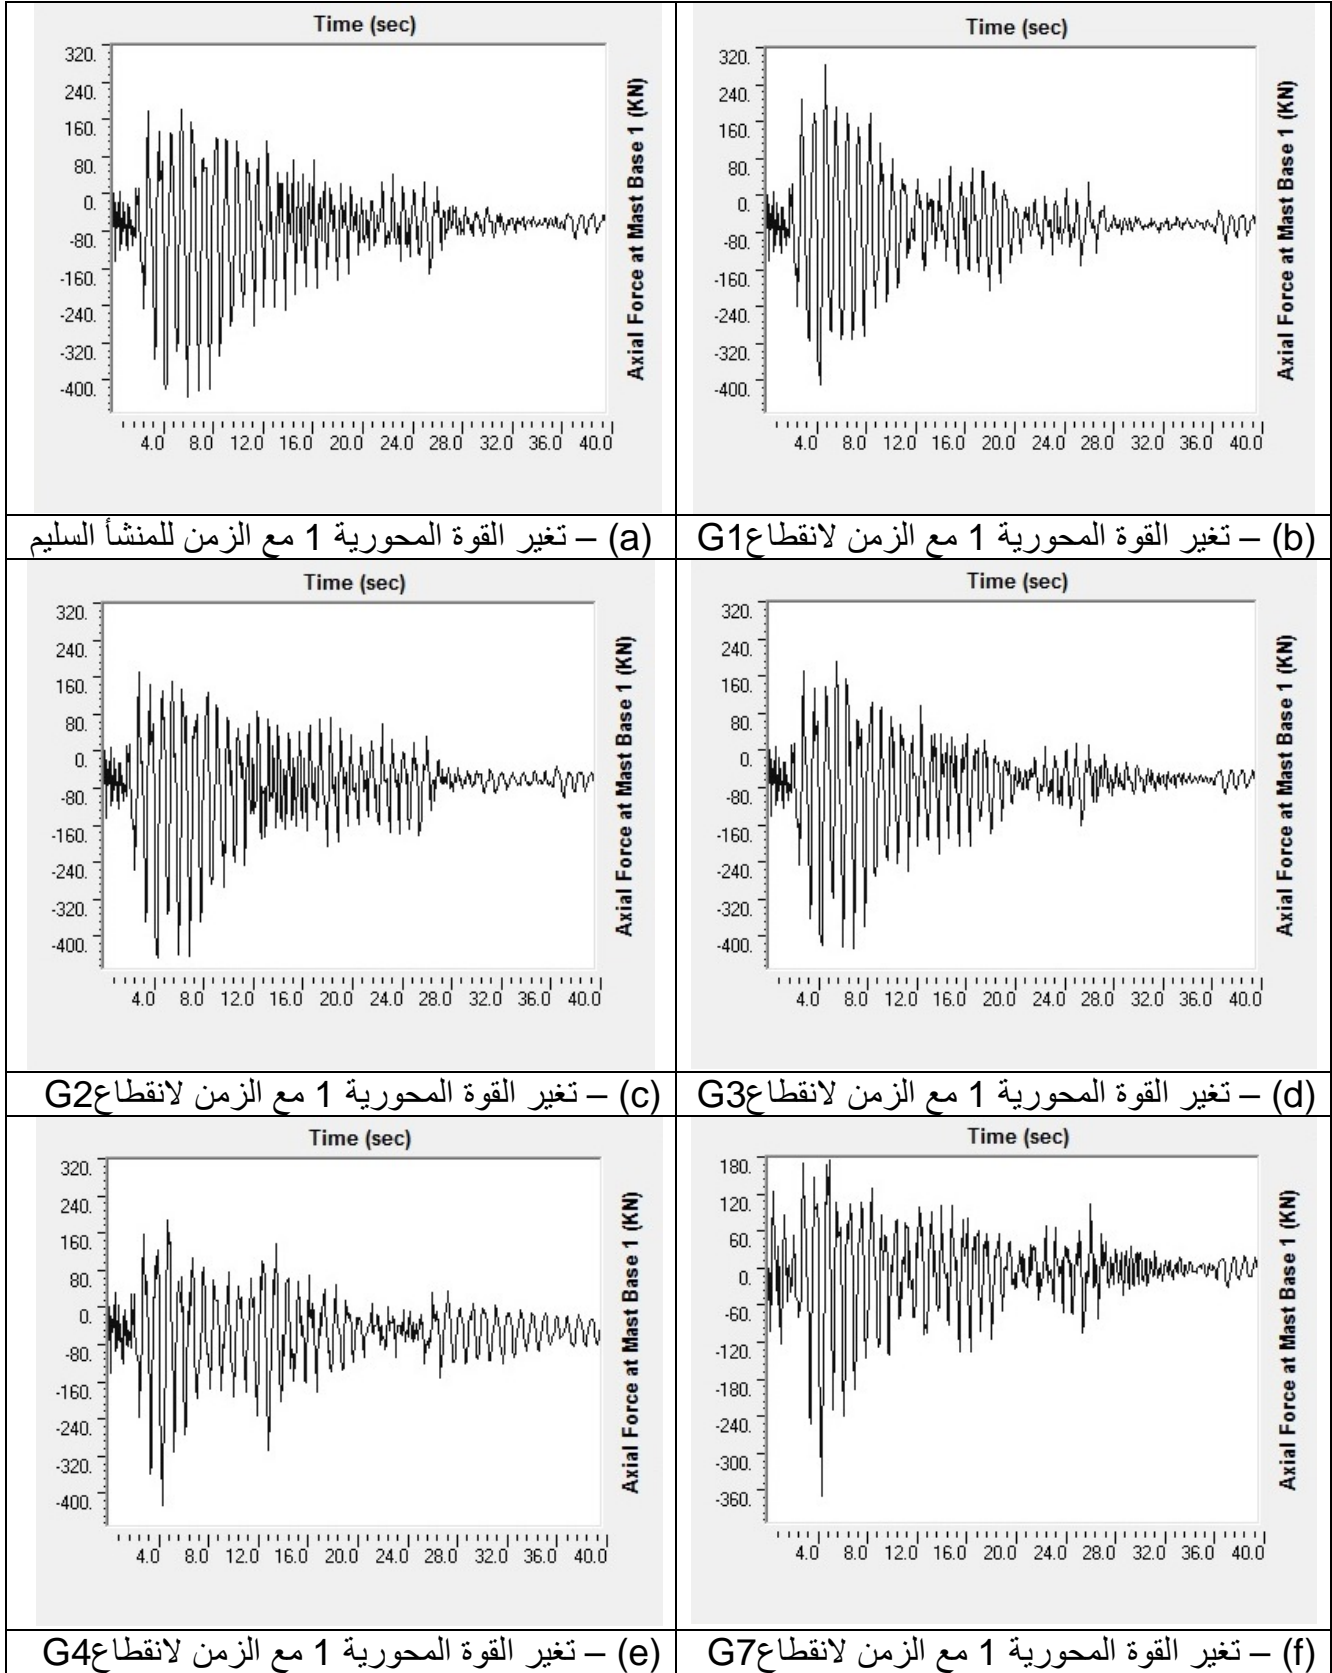 Time (sec)
320.
240.
160.
80.
0.
-80.
-160.
-240.
-320.
-400.
Axial Force at Mast Base 1 (KN)
4.0 8.0 12.0 16.0 20.0 24.0 28.0 32.0 36.0 40.0
(a) – تغير القوة المحورية 1 مع الزمن للمنشأ السليم
Time (sec)
320.
240.
160.
80.
0.
-80.
-160.
-240.
-320.
-400.
Axial Force at Mast Base 1 (KN)
4.0 8.0 12.0 16.0 20.0 24.0 28.0 32.0 36.0 40.0
(b) – تغير القوة المحورية 1 مع الزمن لانقطاعG1
Time (sec)
320.
240.
160.
80.
0.
-80.
-160.
-240.
-320.
-400.
Axial Force at Mast Base 1 (KN)
4.0 8.0 12.0 16.0 20.0 24.0 28.0 32.0 36.0 40.0
(c) – تغير القوة المحورية 1 مع الزمن لانقطاعG2
Time (sec)
320.
240.
160.
80.
0.
-80.
-160.
-240.
-320.
-400.
Axial Force at Mast Base 1 (KN)
4.0 8.0 12.0 16.0 20.0 24.0 28.0 32.0 36.0 40.0
(d) – تغير القوة المحورية 1 مع الزمن لانقطاعG3
Time (sec)
320.
240.
160.
80.
0.
-80.
-160.
-240.
-320.
-400.
Axial Force at Mast Base 1 (KN)
4.0 8.0 12.0 16.0 20.0 24.0 28.0 32.0 36.0 40.0
(e) – تغير القوة المحورية 1 مع الزمن لانقطاعG4
Time (sec)
180.
120.
60.
0.
-60.
-120.
-180.
-240.
-300.
-360.
Axial Force at Mast Base 1 (KN)
4.0 8.0 12.0 16.0 20.0 24.0 28.0 32.0 36.0 40.0
(f) – تغير القوة المحورية 1 مع الزمن لانقطاعG7